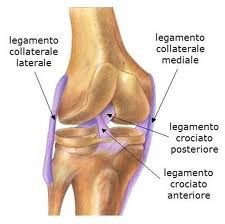 legamento
collaterale
laterale
legamento
collaterale
mediale
legamento
crociato
posteriore
legamento
crociato
anteriore